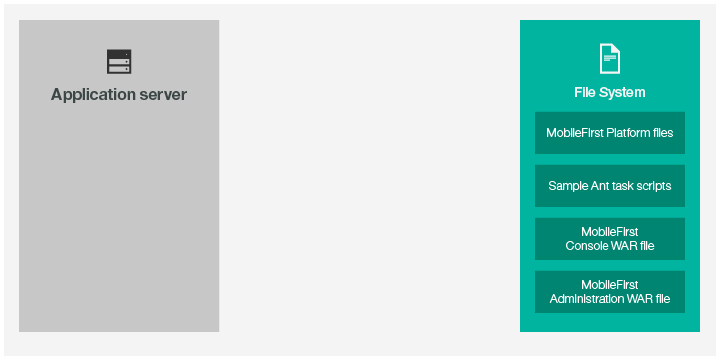 Application server
File System
MobileFirst Platform files
Sample Ant task scripts
MobileFirst
Console WAR file
MobileFirst
Administration WAR file